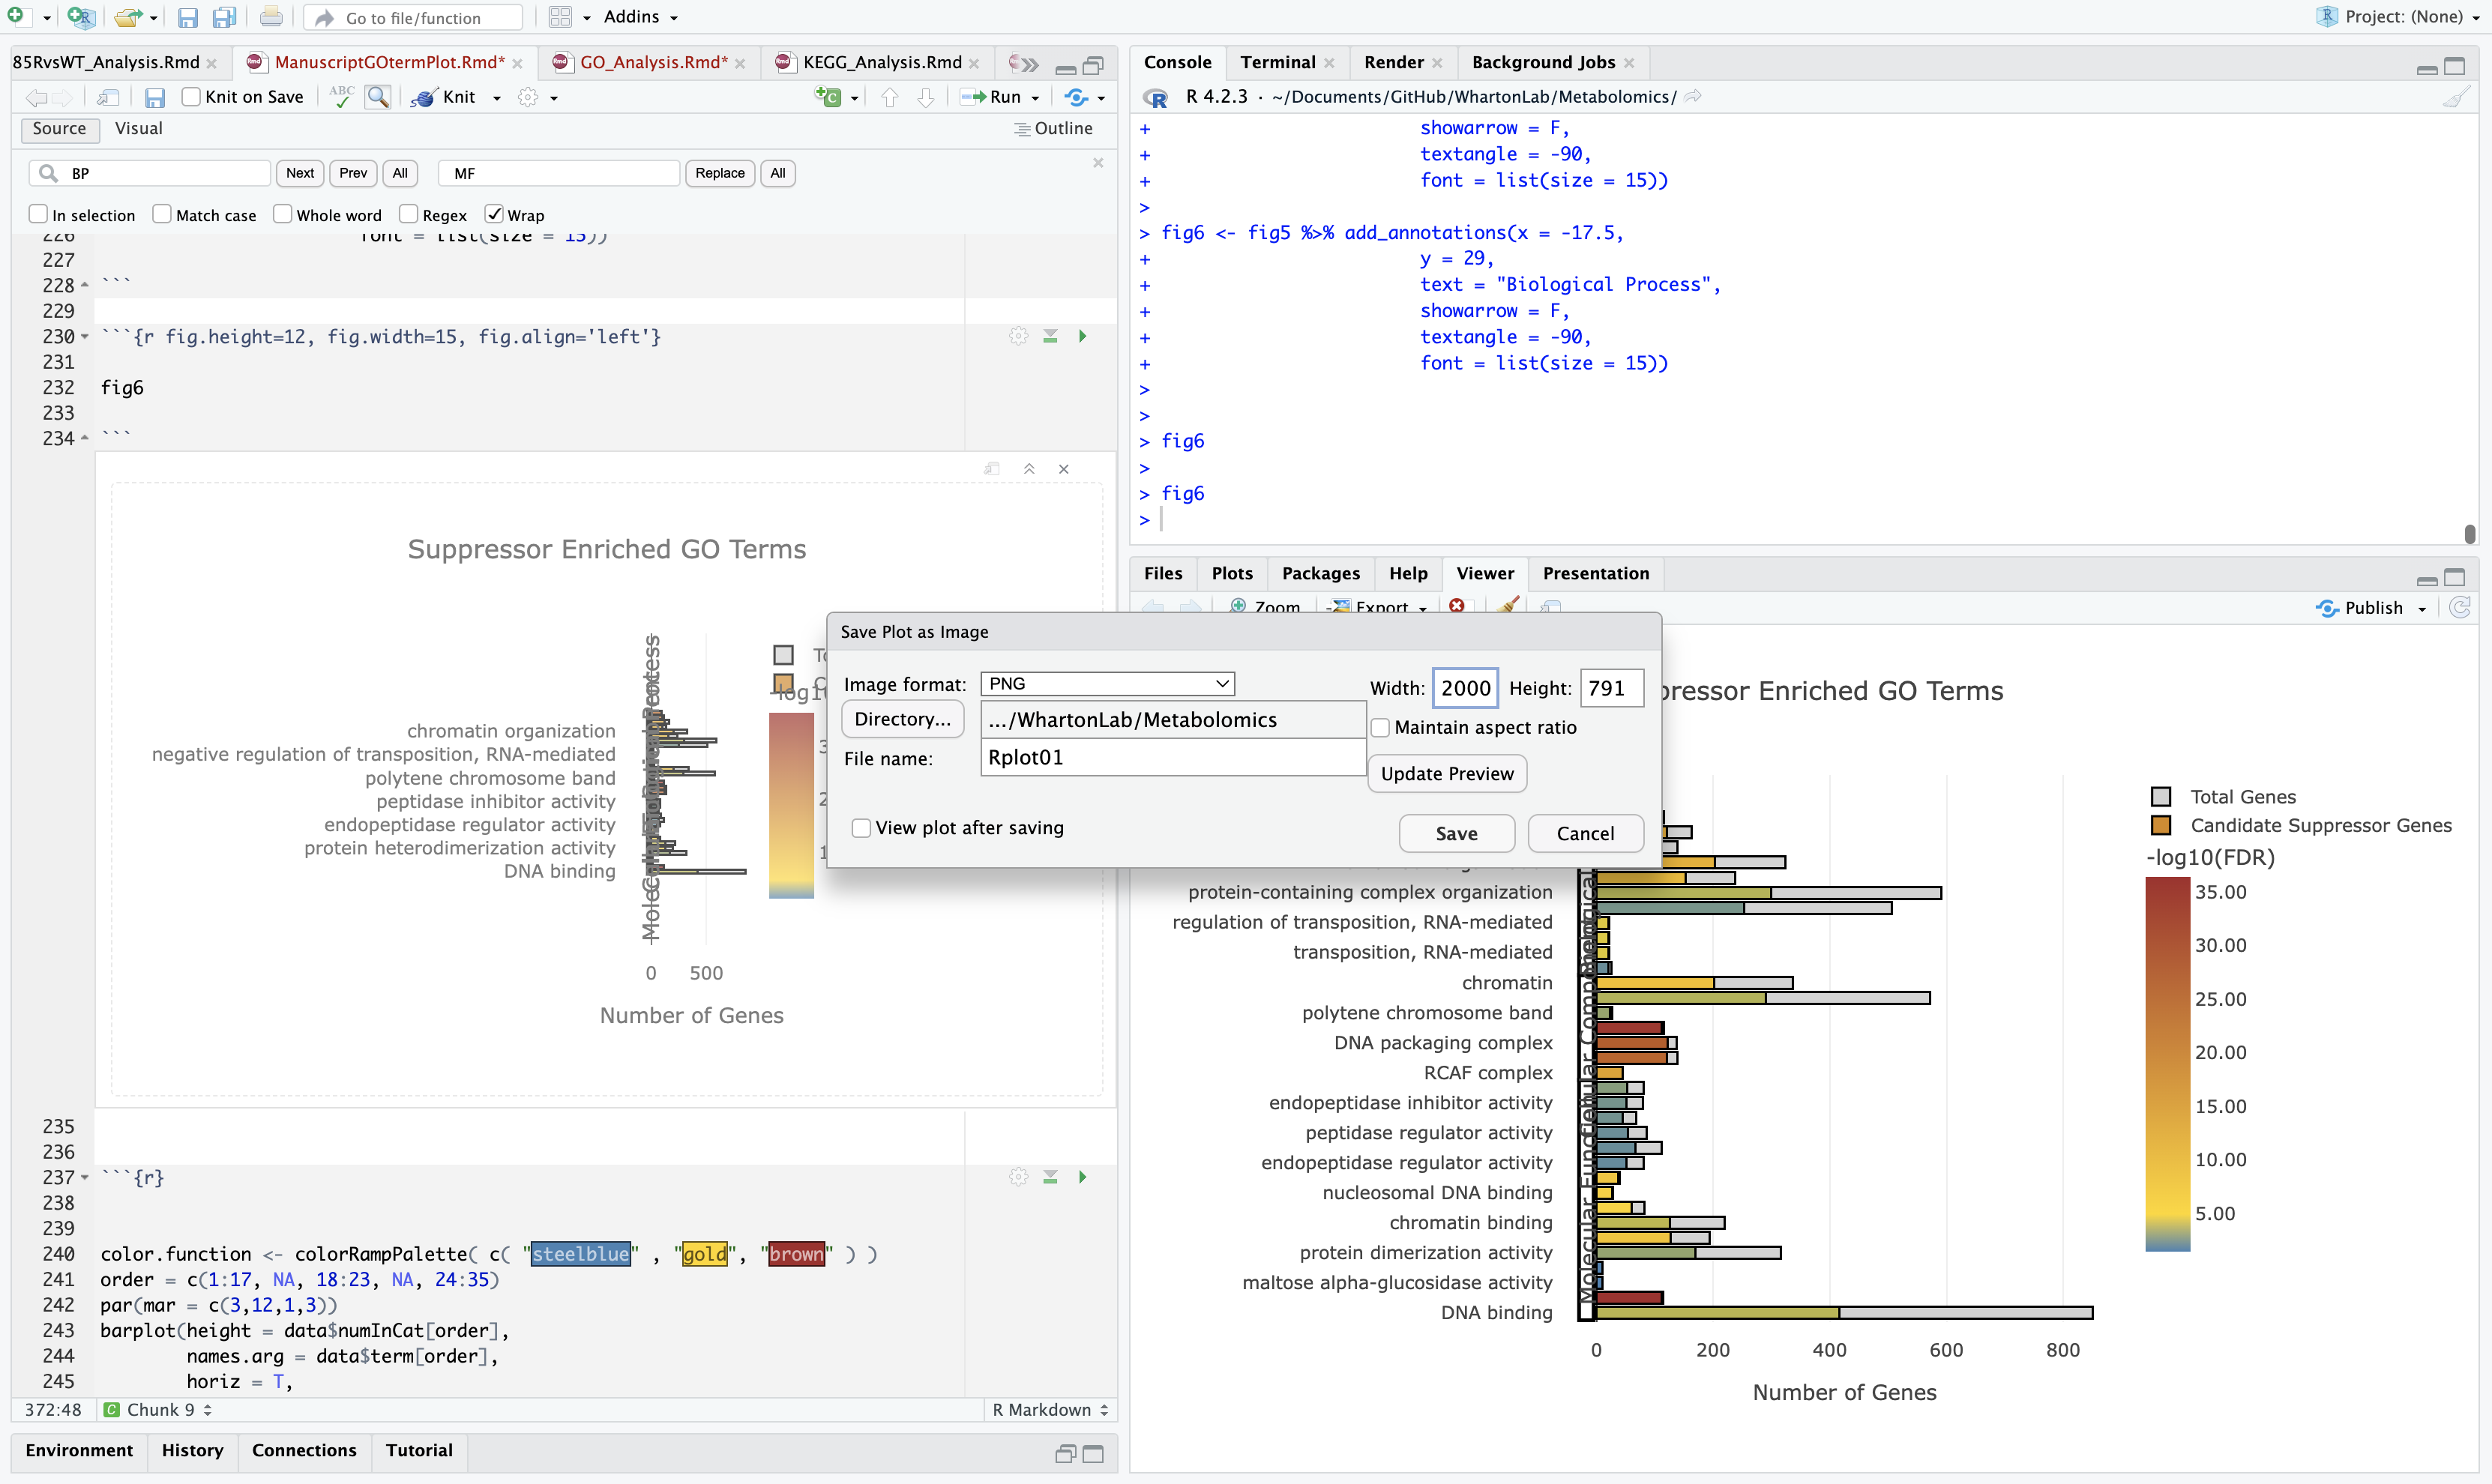 Go to file/function
Addins
Project: (None)
85RvsWT_Analysis.Rmd
ManuscriptGOtermPlot.Rmd*
GO_Analysis.Rmd*
KEGG_Analysis.Rmd
Knit on Save
ABC
Knit
Run
Source
Visual
Outline
BP
Next
Prev
All
MF
Replace
All
In selection
Match case
Whole word
Regex
Wrap
226 font = list(size = 15))
227
228 ```
229
230 ```{r fig.height=12, fig.width=15, fig.align='left'}
231
232 fig6
233
234 ```
Suppressor Enriched GO Terms
chromatin organization
negative regulation of transposition, RNA-mediated
polytene chromosome band
peptidase inhibitor activity
endopeptidase regulator activity
protein heterodimerization activity
DNA binding
0 500
Number of Genes
235
236
237 ```{r}
238
239
240 color.function <- colorRampPalette( c( "steelblue" , "gold", "brown" ) )
241 order = c(1:17, NA, 18:23, NA, 24:35)
242 par(mar = c(3,12,1,3))
243 barplot(height = data$numInCat[order],
244 names.arg = data$term[order],
245 horiz = T,
372:48
Chunk 9
R Markdown
Environment
History
Connections
Tutorial
Console
Terminal
Render
Background Jobs
R 4.2.3 · ~/Documents/GitHub/WhartonLab/Metabolomics/
+ showarrow = F,
+ textangle = -90,
+ font = list(size = 15))
>
> fig6 <- fig5 %>% add_annotations(x = -17.5,
+ y = 29,
+ text = "Biological Process",
+ showarrow = F,
+ textangle = -90,
+ font = list(size = 15))
>
>
> fig6
>
> fig6
>
Files
Plots
Packages
Help
Viewer
Presentation
Zoom
Export
Publish
Save Plot as Image
Image format:
PNG
Width:
2000
Height:
791
Directory...
.../WhartonLab/Metabolomics
Maintain aspect ratio
File name:
Rplot01
Update Preview
View plot after saving
Save
Cancel
pressor Enriched GO Terms
Total Genes
Candidate Suppressor Genes
-log10(FDR)
35.00
30.00
25.00
20.00
15.00
10.00
5.00
protein-containing complex organization
regulation of transposition, RNA-mediated
transposition, RNA-mediated
chromatin
polytene chromosome band
DNA packaging complex
RCAF complex
endopeptidase inhibitor activity
peptidase regulator activity
endopeptidase regulator activity
nucleosomal DNA binding
chromatin binding
protein dimerization activity
maltose alpha-glucosidase activity
DNA binding
0 200 400 600 800
Number of Genes